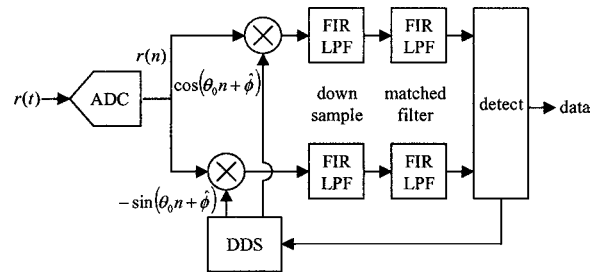 r(t)
ADC
r(n)
cos(θ₀n + φ̂)
FIR
LPF
FIR
LPF
down
sample
matched
filter
detect
data
FIR
LPF
FIR
LPF
−sin(θ₀n + φ̂)
DDS